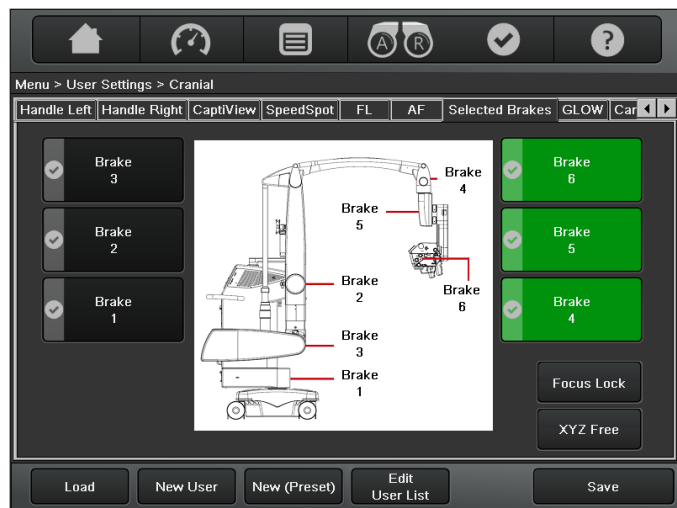 A R ?
Menu > User Settings > Cranial
Handle Left Handle Right CaptiView SpeedSpot FL AF Selected Brakes GLOW Car
Brake
3
Brake
2
Brake
1
Brake
4
Brake
5
Brake
2
Brake
6
Brake
3
Brake
1
Brake
6
Brake
5
Brake
4
Focus Lock
XYZ Free
Load New User New (Preset) Edit
User List Save